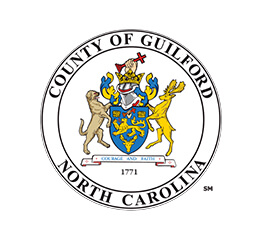 COUNTY OF GUILFORD
COURAGE AND FAITH
1771
NORTH CAROLINA
SM